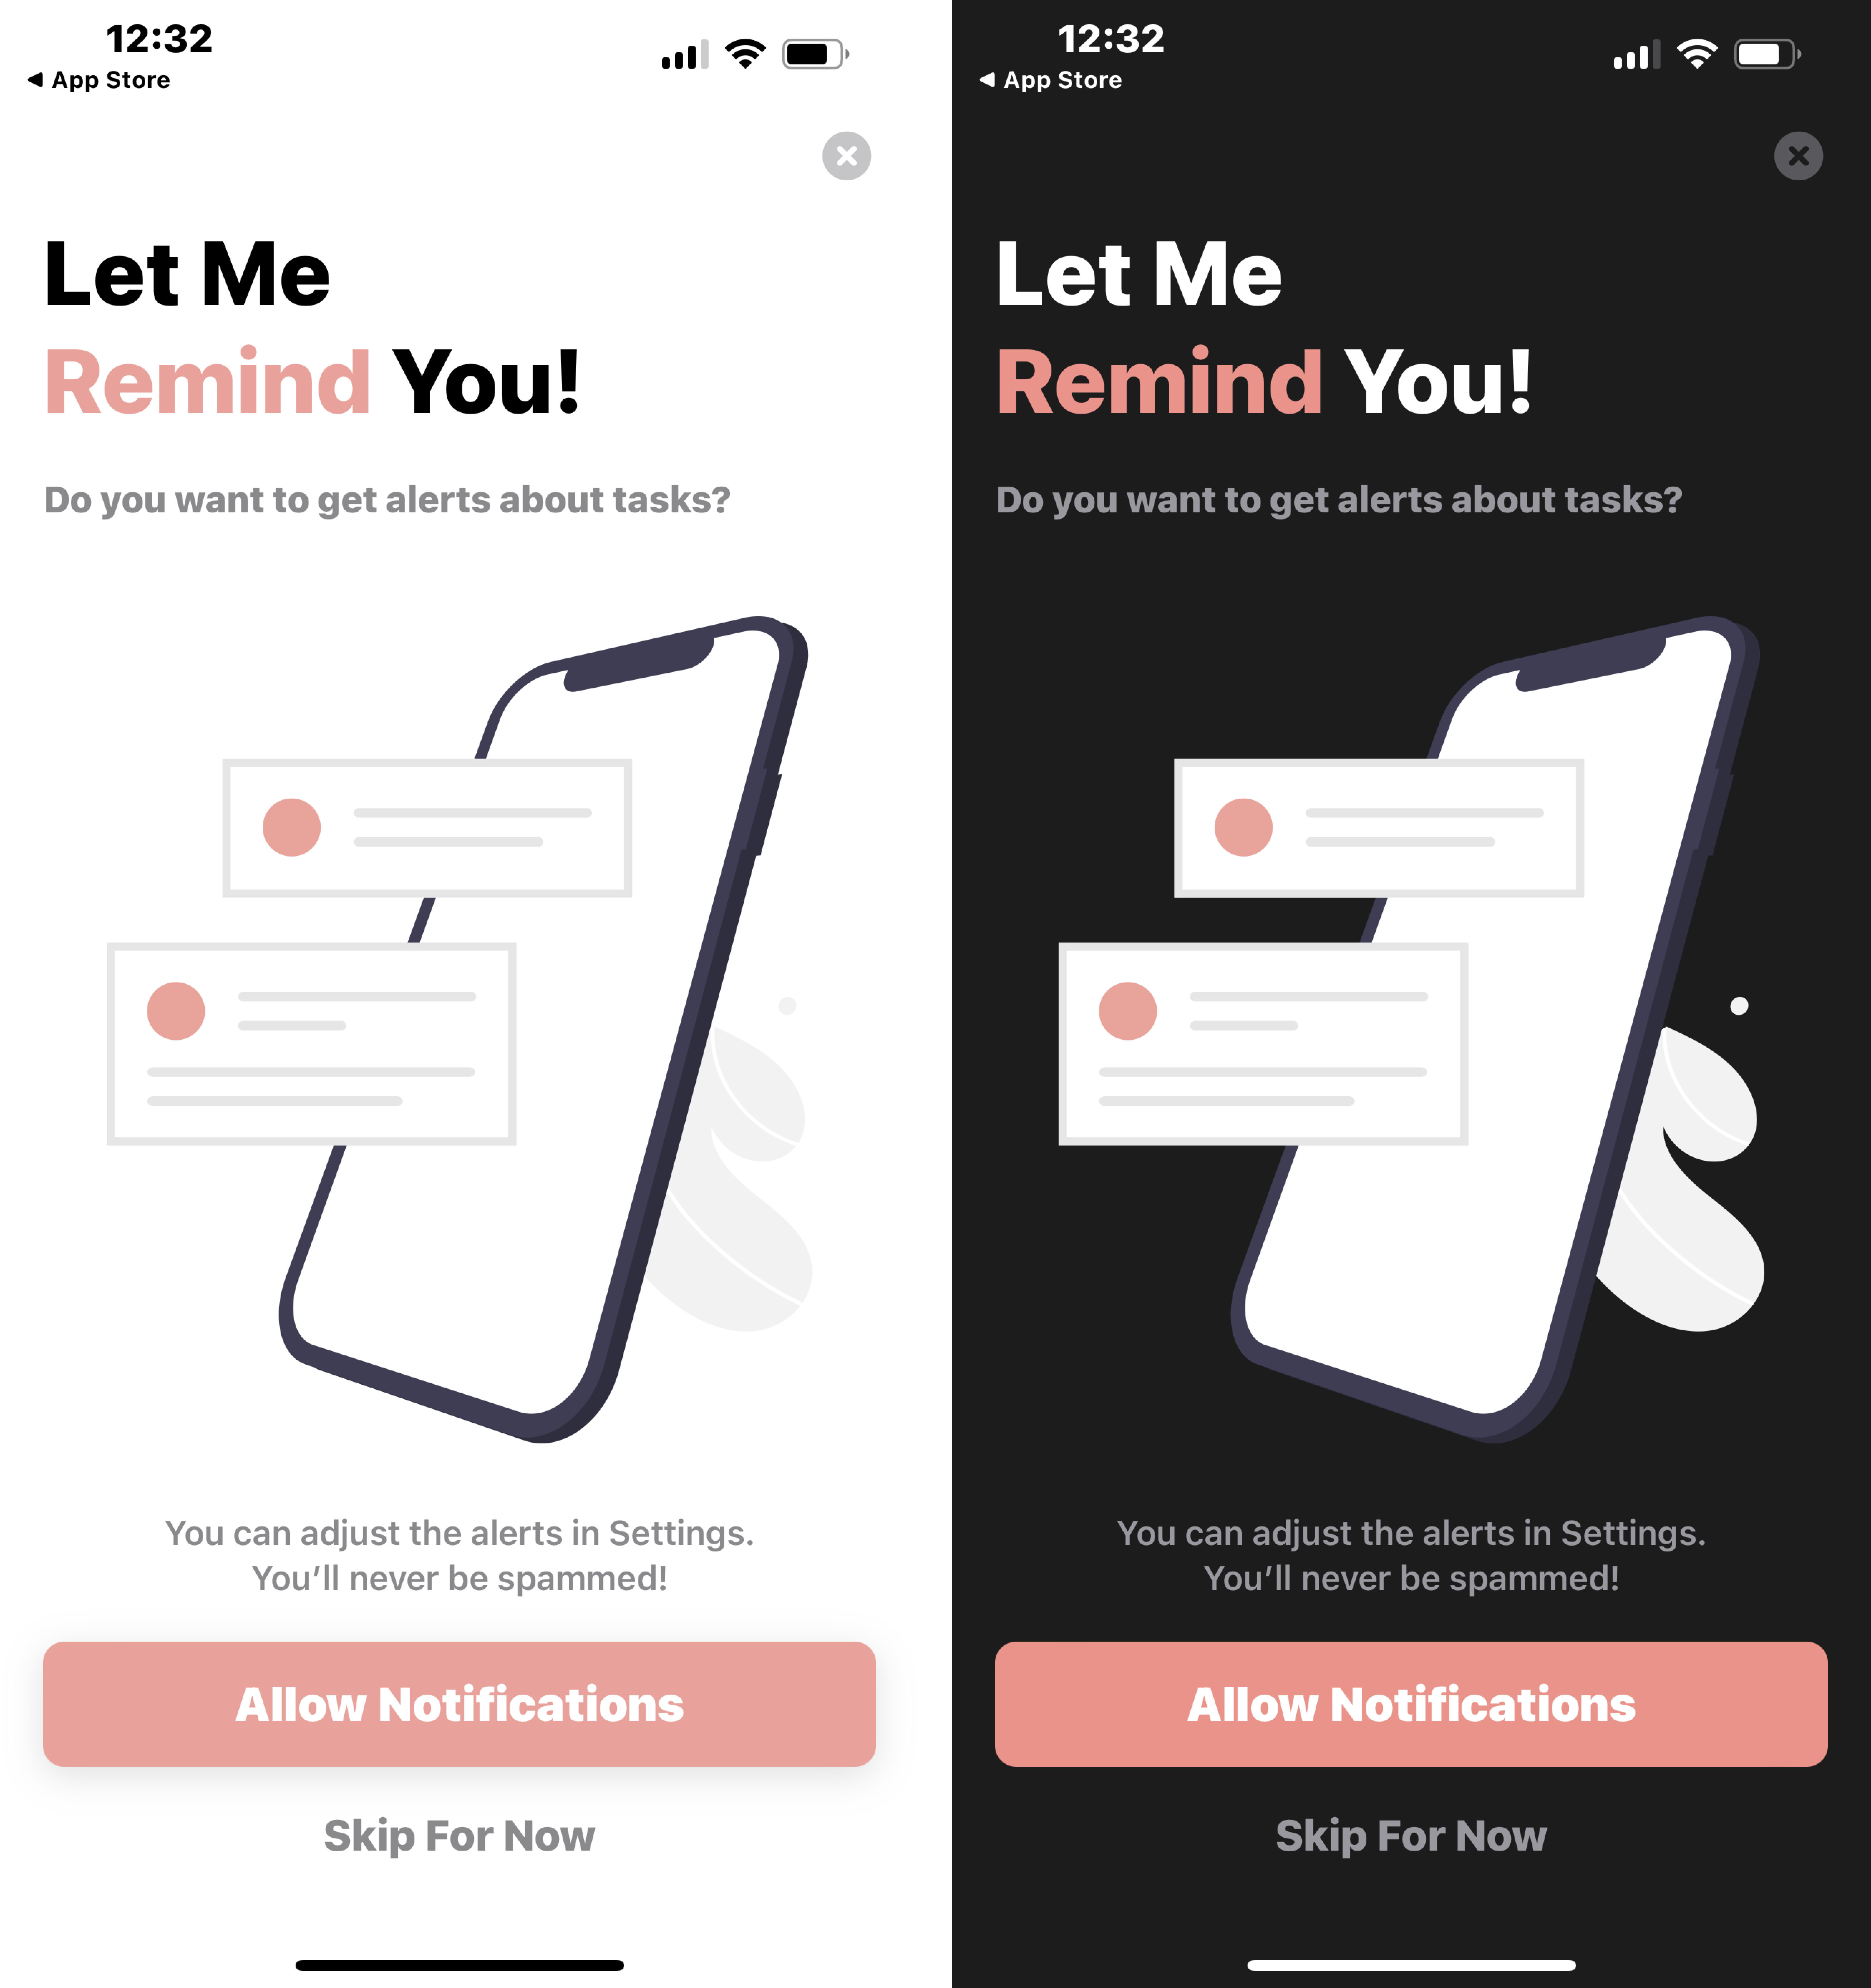 12:32
App Store
Let Me
Remind You!
Do you want to get alerts about tasks?
You can adjust the alerts in Settings.
You’ll never be spammed!
Allow Notifications
Skip For Now
12:32
App Store
Let Me
Remind You!
Do you want to get alerts about tasks?
You can adjust the alerts in Settings.
You’ll never be spammed!
Allow Notifications
Skip For Now